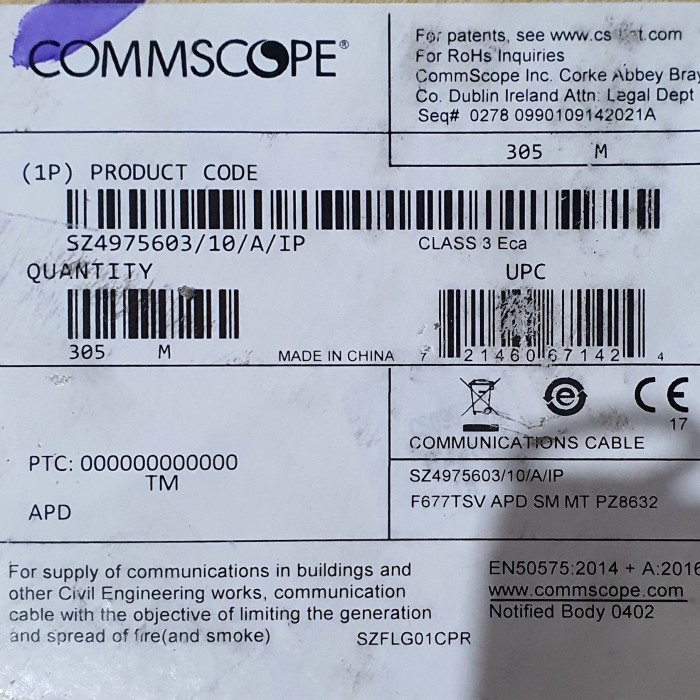 COMMSCOPE®
For patents, see www.cs t.com
For RoHs Inquiries
CommScope Inc. Corke Abbey Bray
Co. Dublin Ireland Attn: Legal Dept
Seq# 0278 0990109142021A
305 M
(1P) PRODUCT CODE
SZ4975603/10/A/IP
CLASS 3 Eca
QUANTITY
UPC
305 M
MADE IN CHINA
7 21460 67142 4
CE
17
COMMUNICATIONS CABLE
PTC: 000000000000
TM
APD
SZ4975603/10/A/IP
F677TSV APD SM MT PZ8632
For supply of communications in buildings and
other Civil Engineering works, communication
cable with the objective of limiting the generation
and spread of fire(and smoke)
SZFLG01CPR
EN50575:2014 + A:2016
www.commscope.com
Notified Body 0402